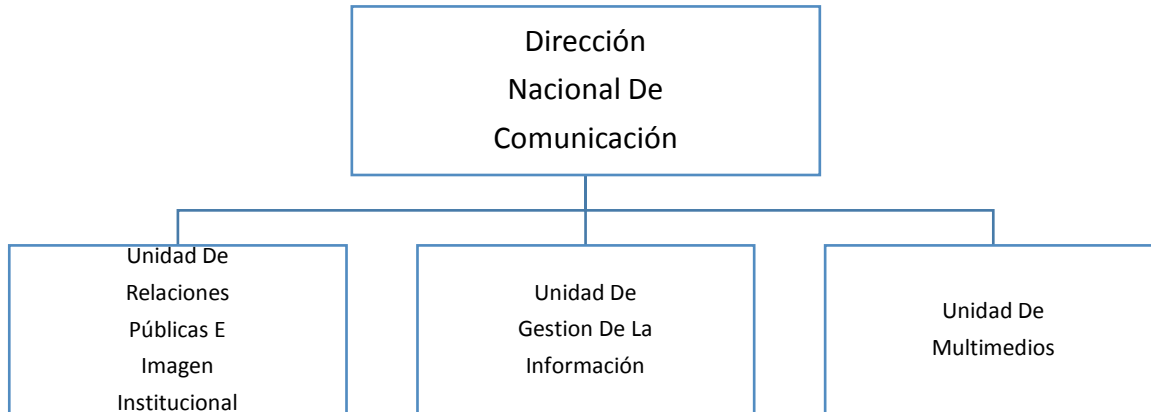 Dirección
Nacional De
Comunicación
Unidad De
Relaciones
Públicas E
Imagen
Institucional
Unidad De
Gestion De La
Información
Unidad De
Multimedios